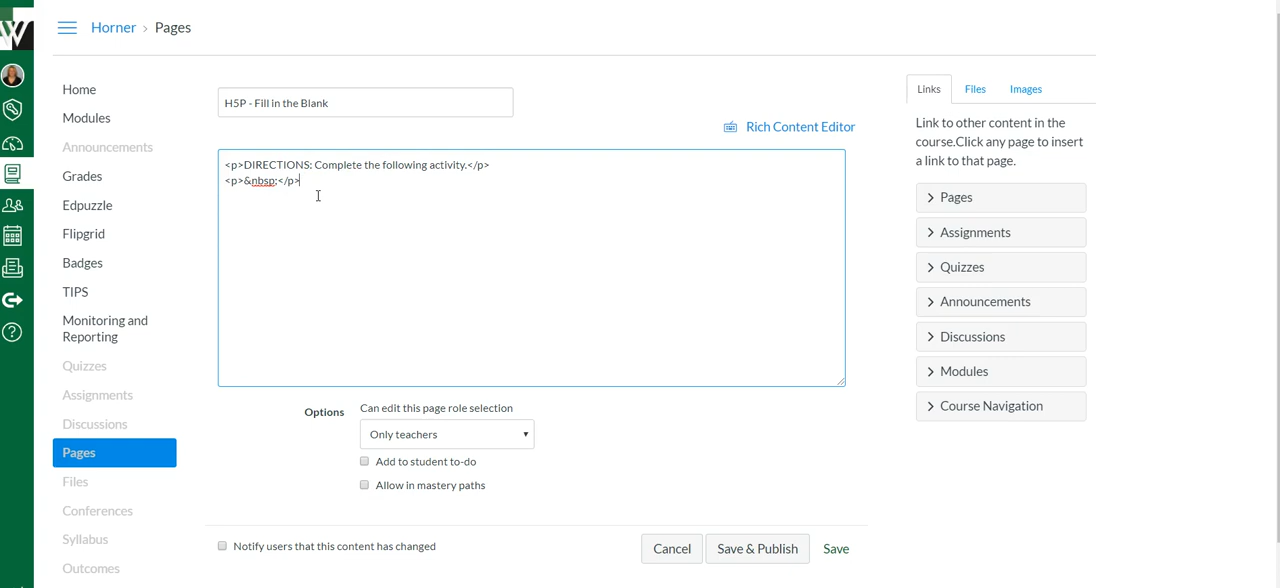 W
Horner > Pages
Home
Modules
Announcements
Grades
Edpuzzle
Flipgrid
Badges
TIPS
Monitoring and
Reporting
Quizzes
Assignments
Discussions
Pages
Files
Conferences
Syllabus
Outcomes
H5P - Fill in the Blank
Rich Content Editor
<p>DIRECTIONS: Complete the following activity.</p>
<p>&nbsp;</p>
Options
Can edit this page role selection
Only teachers
Add to student to-do
Allow in mastery paths
Notify users that this content has changed
Cancel
Save & Publish
Save
Links
Files
Images
Link to other content in the
course.Click any page to insert
a link to that page.
Pages
Assignments
Quizzes
Announcements
Discussions
Modules
Course Navigation